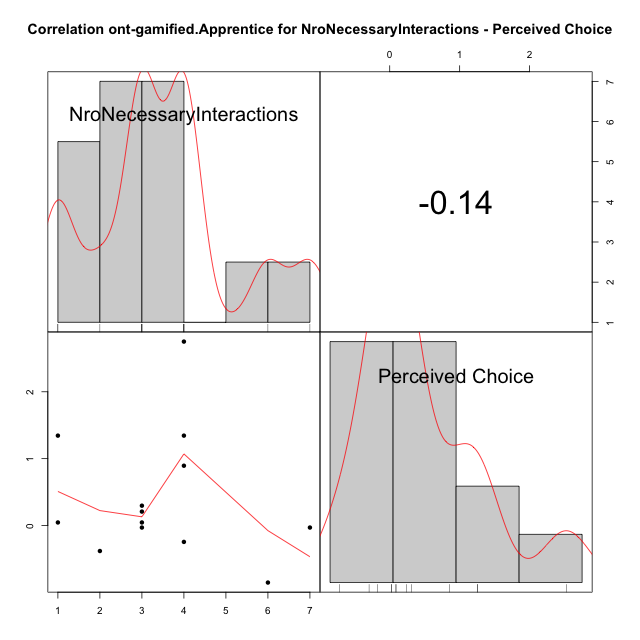 Correlation ont-gamified.Apprentice for NroNecessaryInteractions - Perceived Choice
0 1 2
NroNecessaryInteractions
-0.14
7
6
5
4
3
2
1
Perceived Choice
2
1
0
1 2 3 4 5 6 7